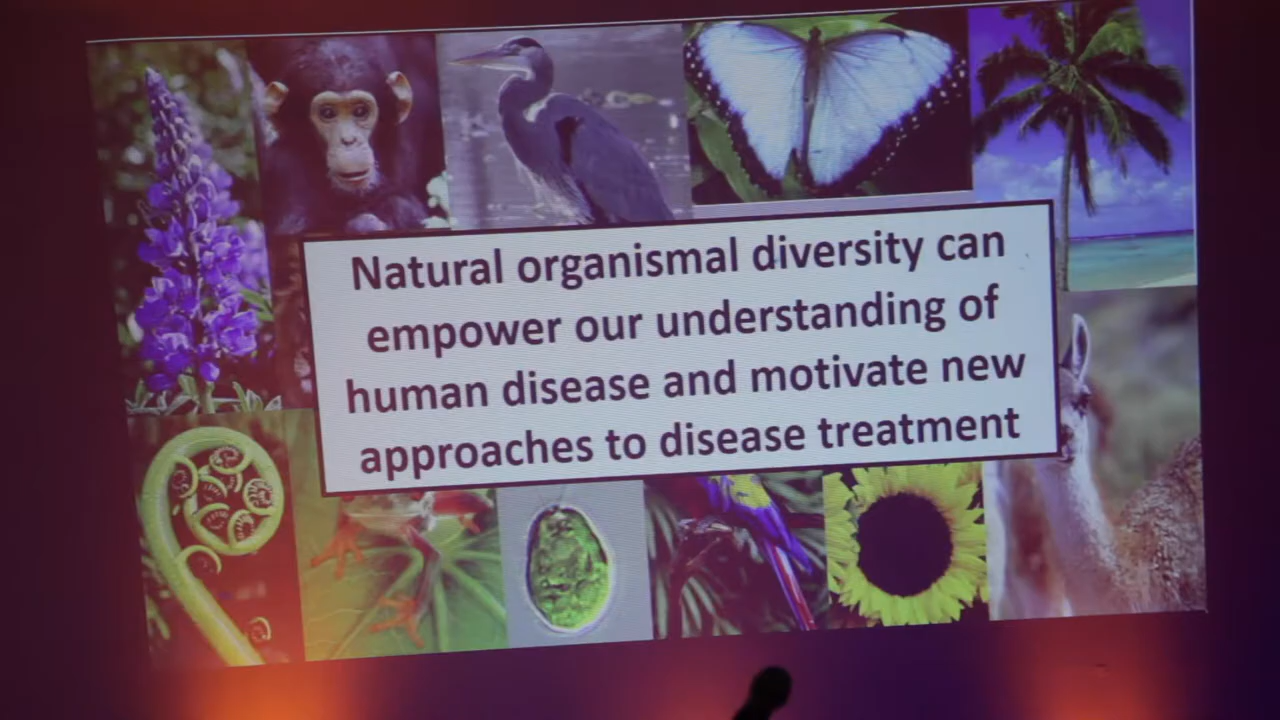 Natural organismal diversity can
empower our understanding of
human disease and motivate new
approaches to disease treatment